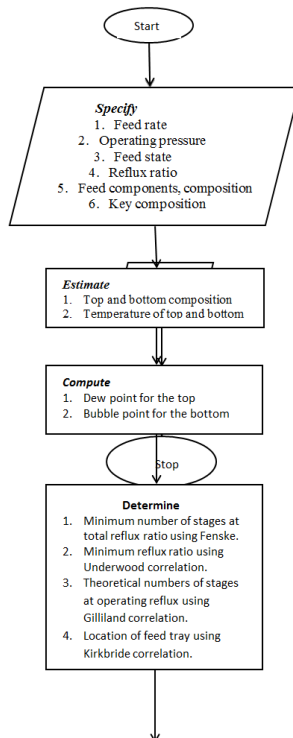 Start
Specify
1. Feed rate
2. Operating pressure
3. Feed state
4. Reflux ratio
5. Feed components, composition
6. Key composition
Estimate
1. Top and bottom composition
2. Temperature of top and bottom
Compute
1. Dew point for the top
2. Bubble point for the bottom
Stop
Determine
1. Minimum number of stages at
total reflux ratio using Fenske.
2. Minimum reflux ratio using
Underwood correlation.
3. Theoretical numbers of stages
at operating reflux using
Gilliland correlation.
4. Location of feed tray using
Kirkbride correlation.